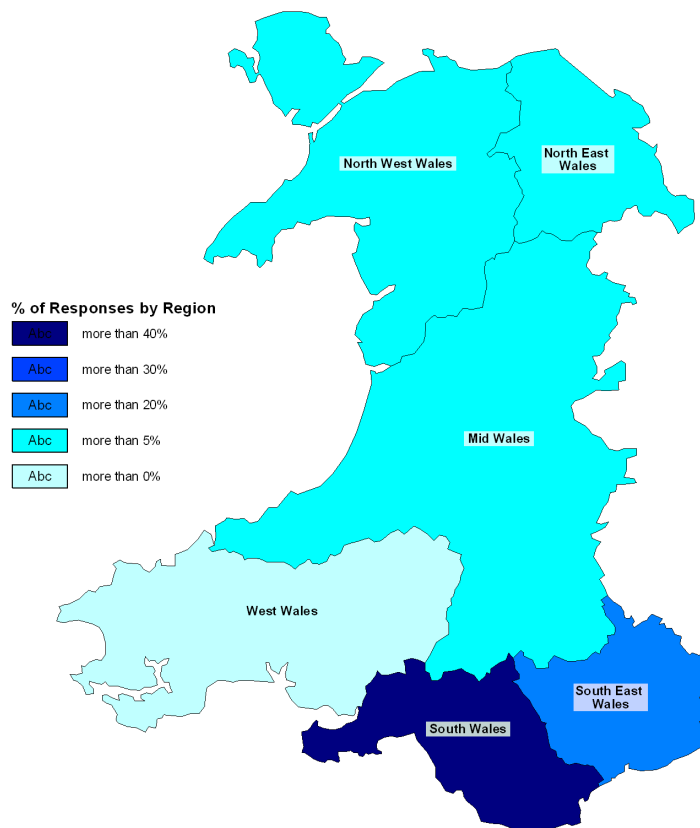 North West Wales
North East
Wales
% of Responses by Region
Abc more than 40%
Abc more than 30%
Abc more than 20%
Abc more than 5%
Abc more than 0%
Mid Wales
West Wales
South East
Wales
South Wales